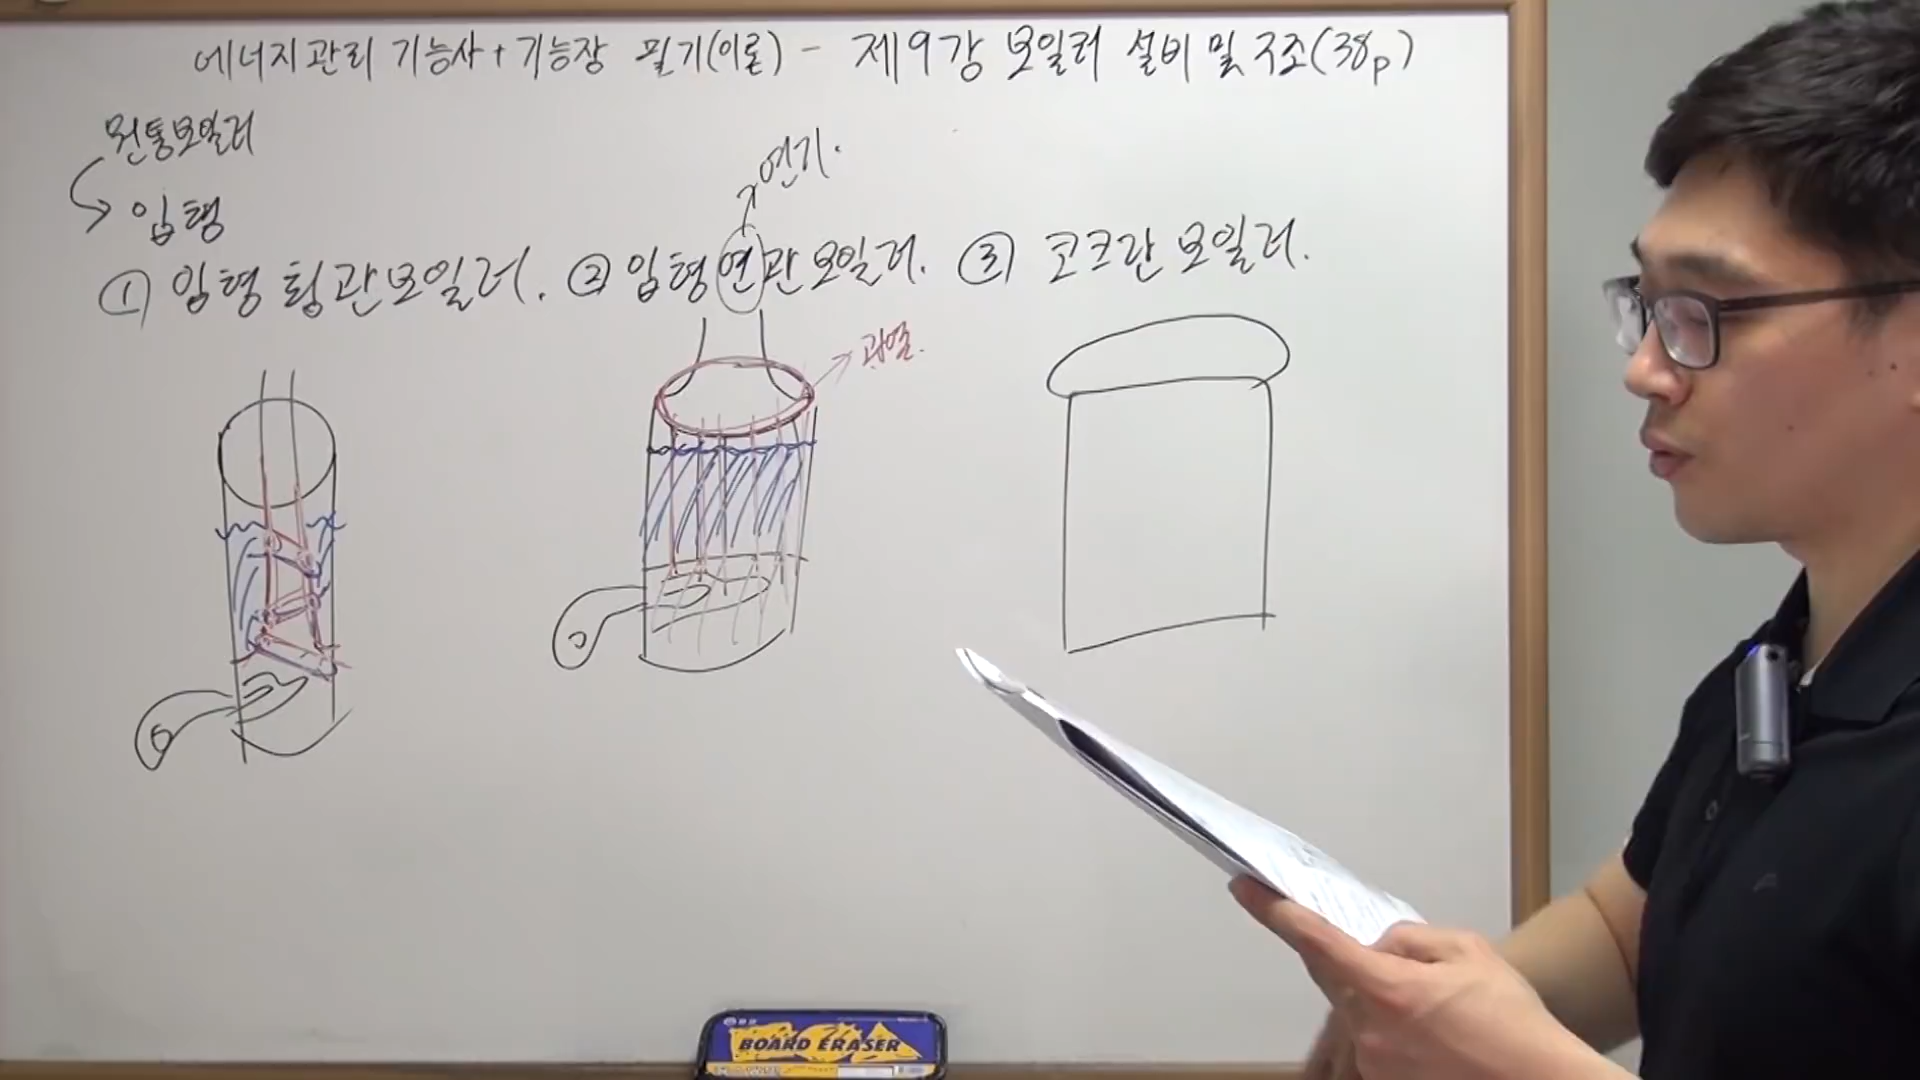 에너지관리 기능사+기능장 필기(이론) - 제9강 보일러 설비 및 구조(38p)
원통보일러
입형
연기.
① 입형 횡관보일러. ② 입형연관보일러. ③ 코크란 보일러.
과열.
BOARD ERASER